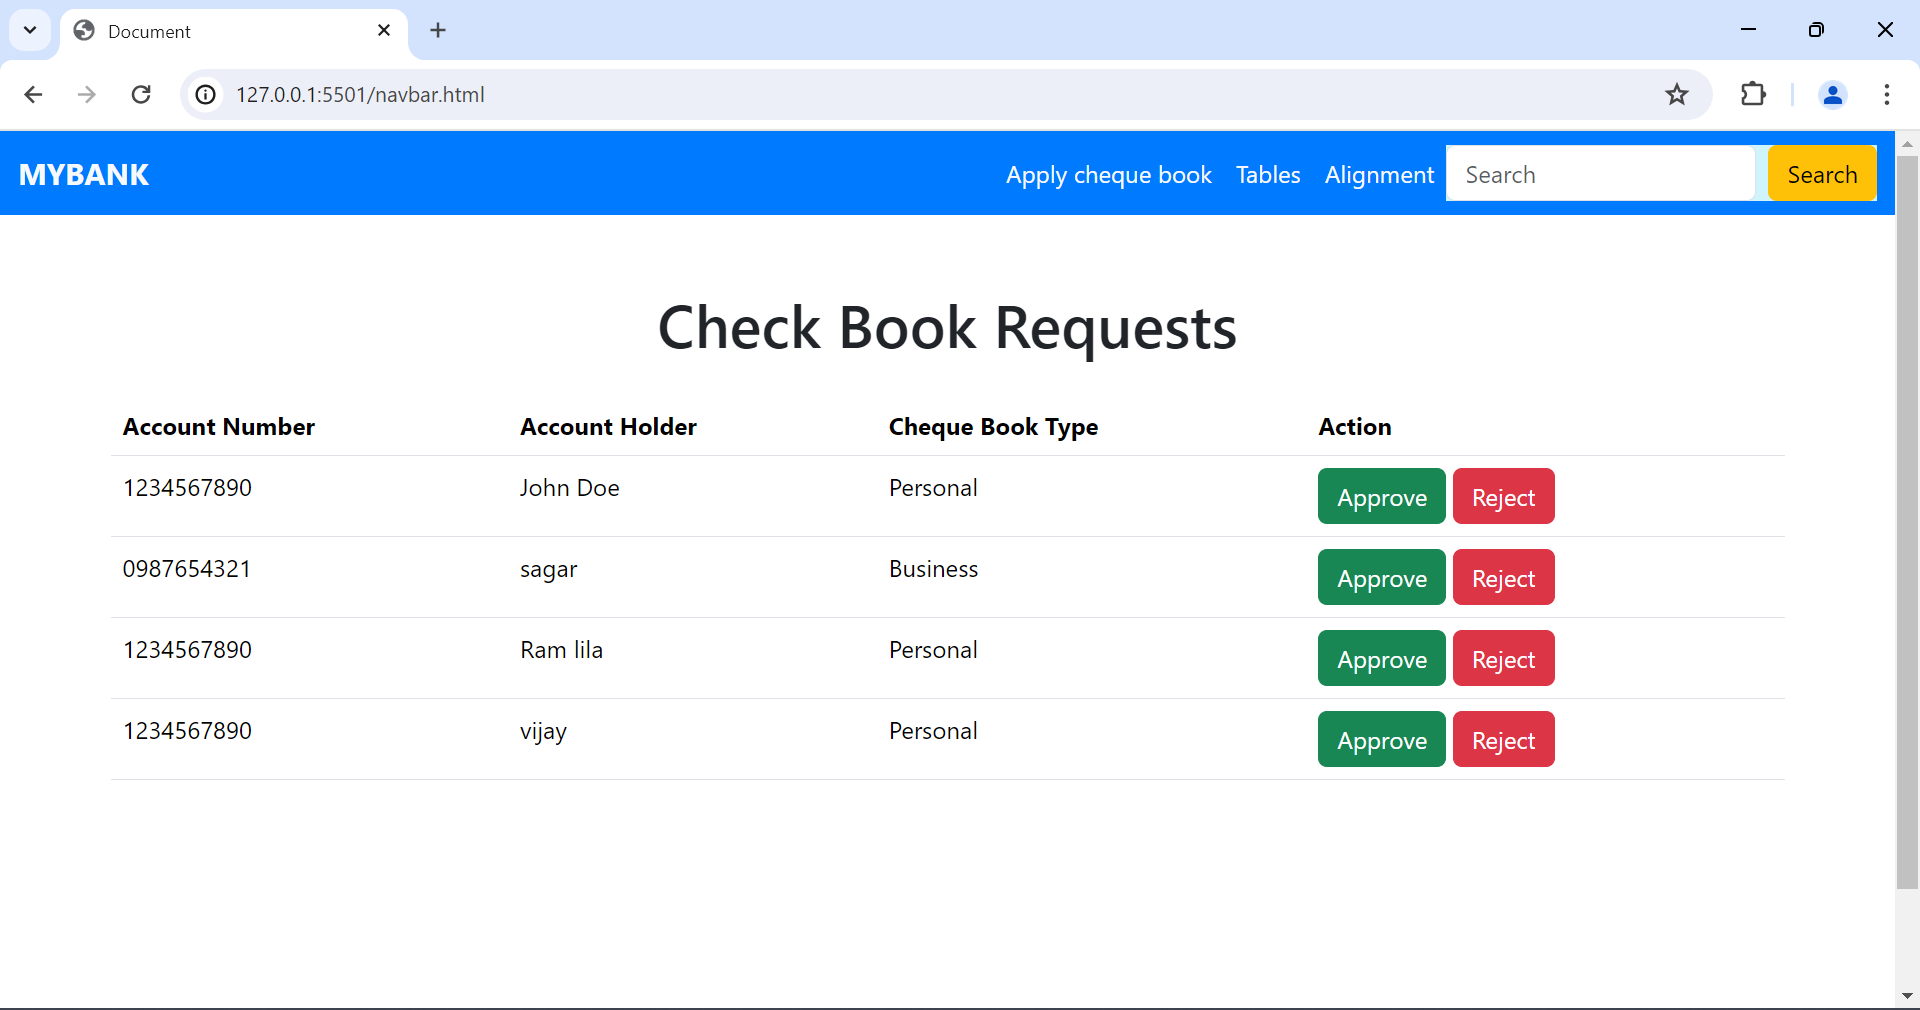 Document
127.0.0.1:5501/navbar.html
MYBANK Apply cheque book Tables Alignment Search Search
Check Book Requests
Account Number Account Holder Cheque Book Type Action
1234567890 John Doe Personal Approve Reject
0987654321 sagar Business Approve Reject
1234567890 Ram lila Personal Approve Reject
1234567890 vijay Personal Approve Reject